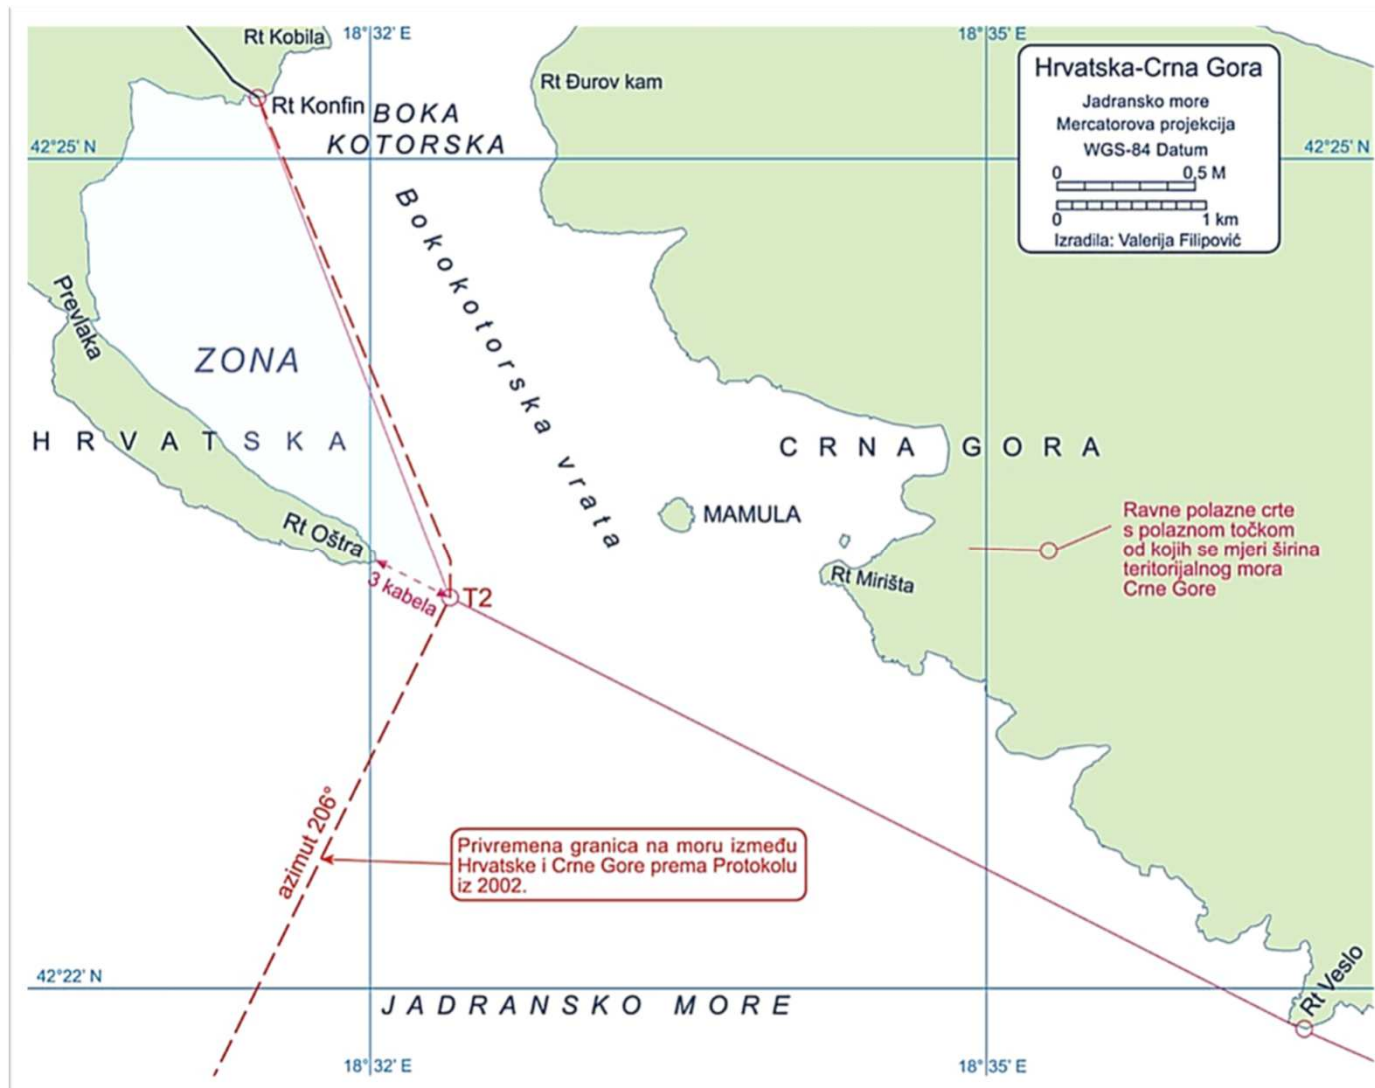 Rt Kobila
18°32' E
18°35' E
Rt Konfin
BOKA
KOTORSKA
Rt Đurov kam
Hrvatska-Crna Gora
Jadransko more
Mercatorova projekcija
WGS-84 Datum
0 0,5 M
0 1 km
Izradila: Valerija Filipović
42°25' N
42°25' N
Bokokotorska vrata
Prevlaka
ZONA
HRVATSKA
CRNA GORA
MAMULA
Rt Oštra
3 kabela
T2
Rt Mirišta
Ravne polazne crte
s polaznom točkom
od kojih se mjeri širina
teritorijalnog mora
Crne Gore
azimut 206°
Privremena granica na moru između
Hrvatske i Crne Gore prema Protokolu
iz 2002.
42°22' N
JADRANSKO MORE
Rt Veslo
18°32' E
18°35' E